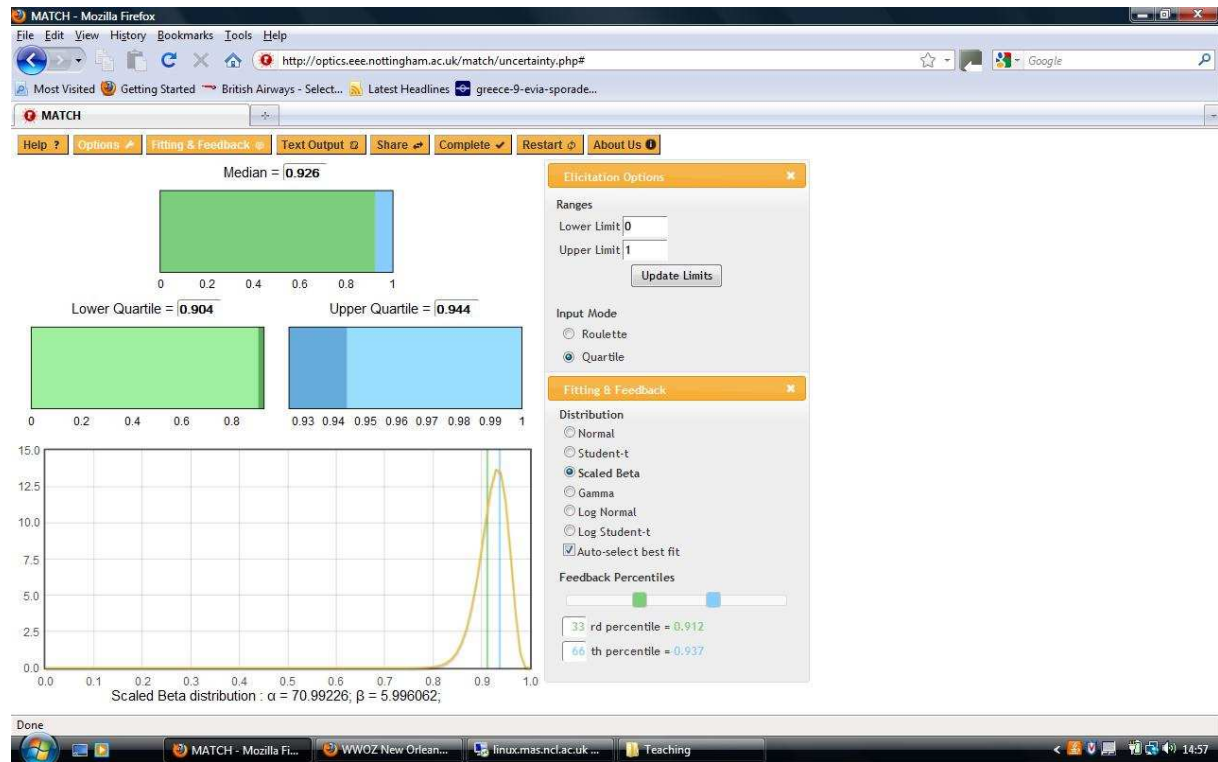 MATCH - Mozilla Firefox
File Edit View History Bookmarks Tools Help
http://optics.eee.nottingham.ac.uk/match/uncertainty.php#
Google
Most Visited Getting Started British Airways - Select... Latest Headlines greece-9-evia-sporade...
MATCH
Help ? Options Fitting & Feedback Text Output Share Complete Restart About Us
Median = 0.926
0 0.2 0.4 0.6 0.8 1
Lower Quartile = 0.904
Upper Quartile = 0.944
0 0.2 0.4 0.6 0.8
0.93 0.94 0.95 0.96 0.97 0.98 0.99 1
15.0
12.5
10.0
7.5
5.0
2.5
0.0
0.0 0.1 0.2 0.3 0.4 0.5 0.6 0.7 0.8 0.9 1.0
Scaled Beta distribution : α = 70.99226; β = 5.996062;
Elicitation Options
Ranges
Lower Limit 0
Upper Limit 1
Update Limits
Input Mode
Roulette
Quartile
Fitting & Feedback
Distribution
Normal
Student-t
Scaled Beta
Gamma
Log Normal
Log Student-t
Auto-select best fit
Feedback Percentiles
33 rd percentile = 0.912
66 th percentile = 0.937
Done
MATCH - Mozilla Fi... WWOZ New Orlean... linux.mas.ncl.ac.uk ... Teaching 14:57